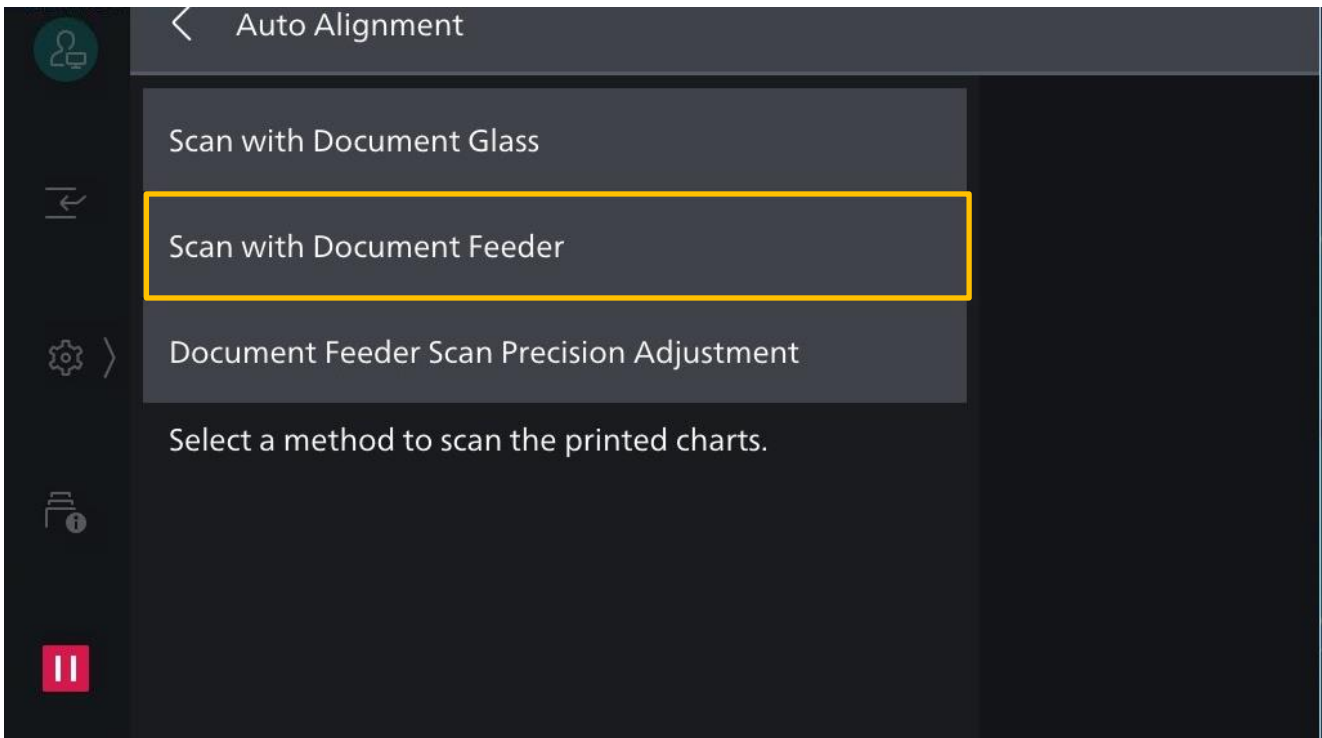 Auto Alignment
Scan with Document Glass
Scan with Document Feeder
Document Feeder Scan Precision Adjustment
Select a method to scan the printed charts.